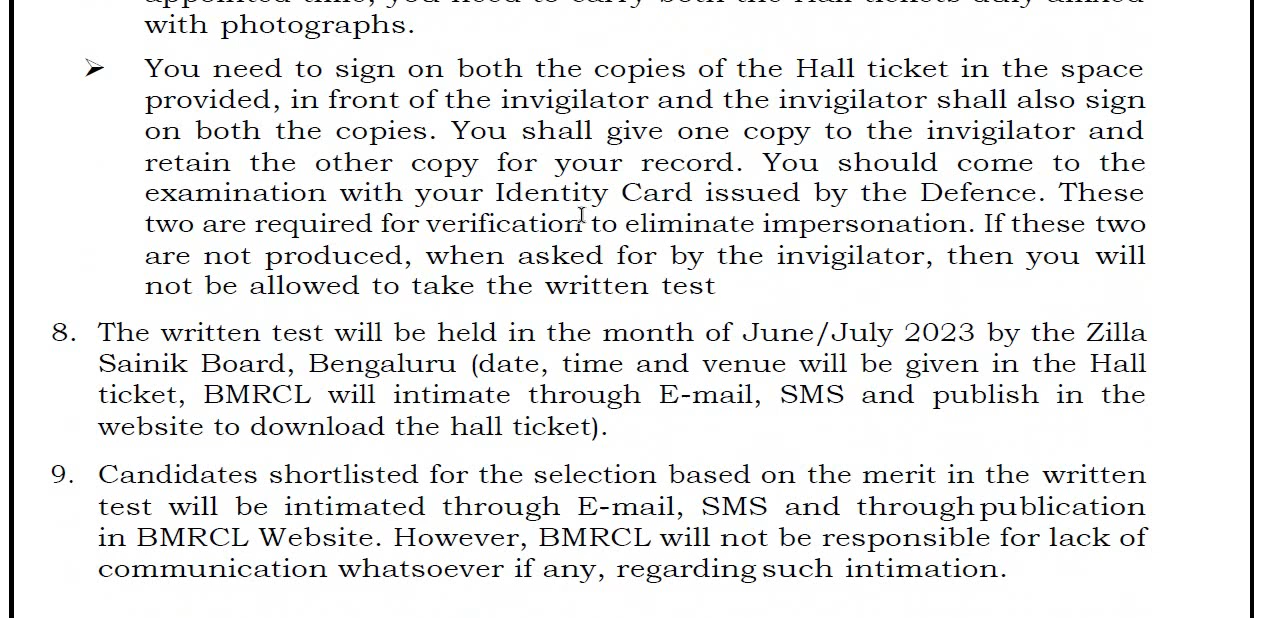 with photographs.
➢ You need to sign on both the copies of the Hall ticket in the space
provided, in front of the invigilator and the invigilator shall also sign
on both the copies. You shall give one copy to the invigilator and
retain the other copy for your record. You should come to the
examination with your Identity Card issued by the Defence. These
two are required for verification to eliminate impersonation. If these two
are not produced, when asked for by the invigilator, then you will
not be allowed to take the written test
8. The written test will be held in the month of June/July 2023 by the Zilla
Sainik Board, Bengaluru (date, time and venue will be given in the Hall
ticket, BMRCL will intimate through E-mail, SMS and publish in the
website to download the hall ticket).
9. Candidates shortlisted for the selection based on the merit in the written
test will be intimated through E-mail, SMS and through publication
in BMRCL Website. However, BMRCL will not be responsible for lack of
communication whatsoever if any, regarding such intimation.